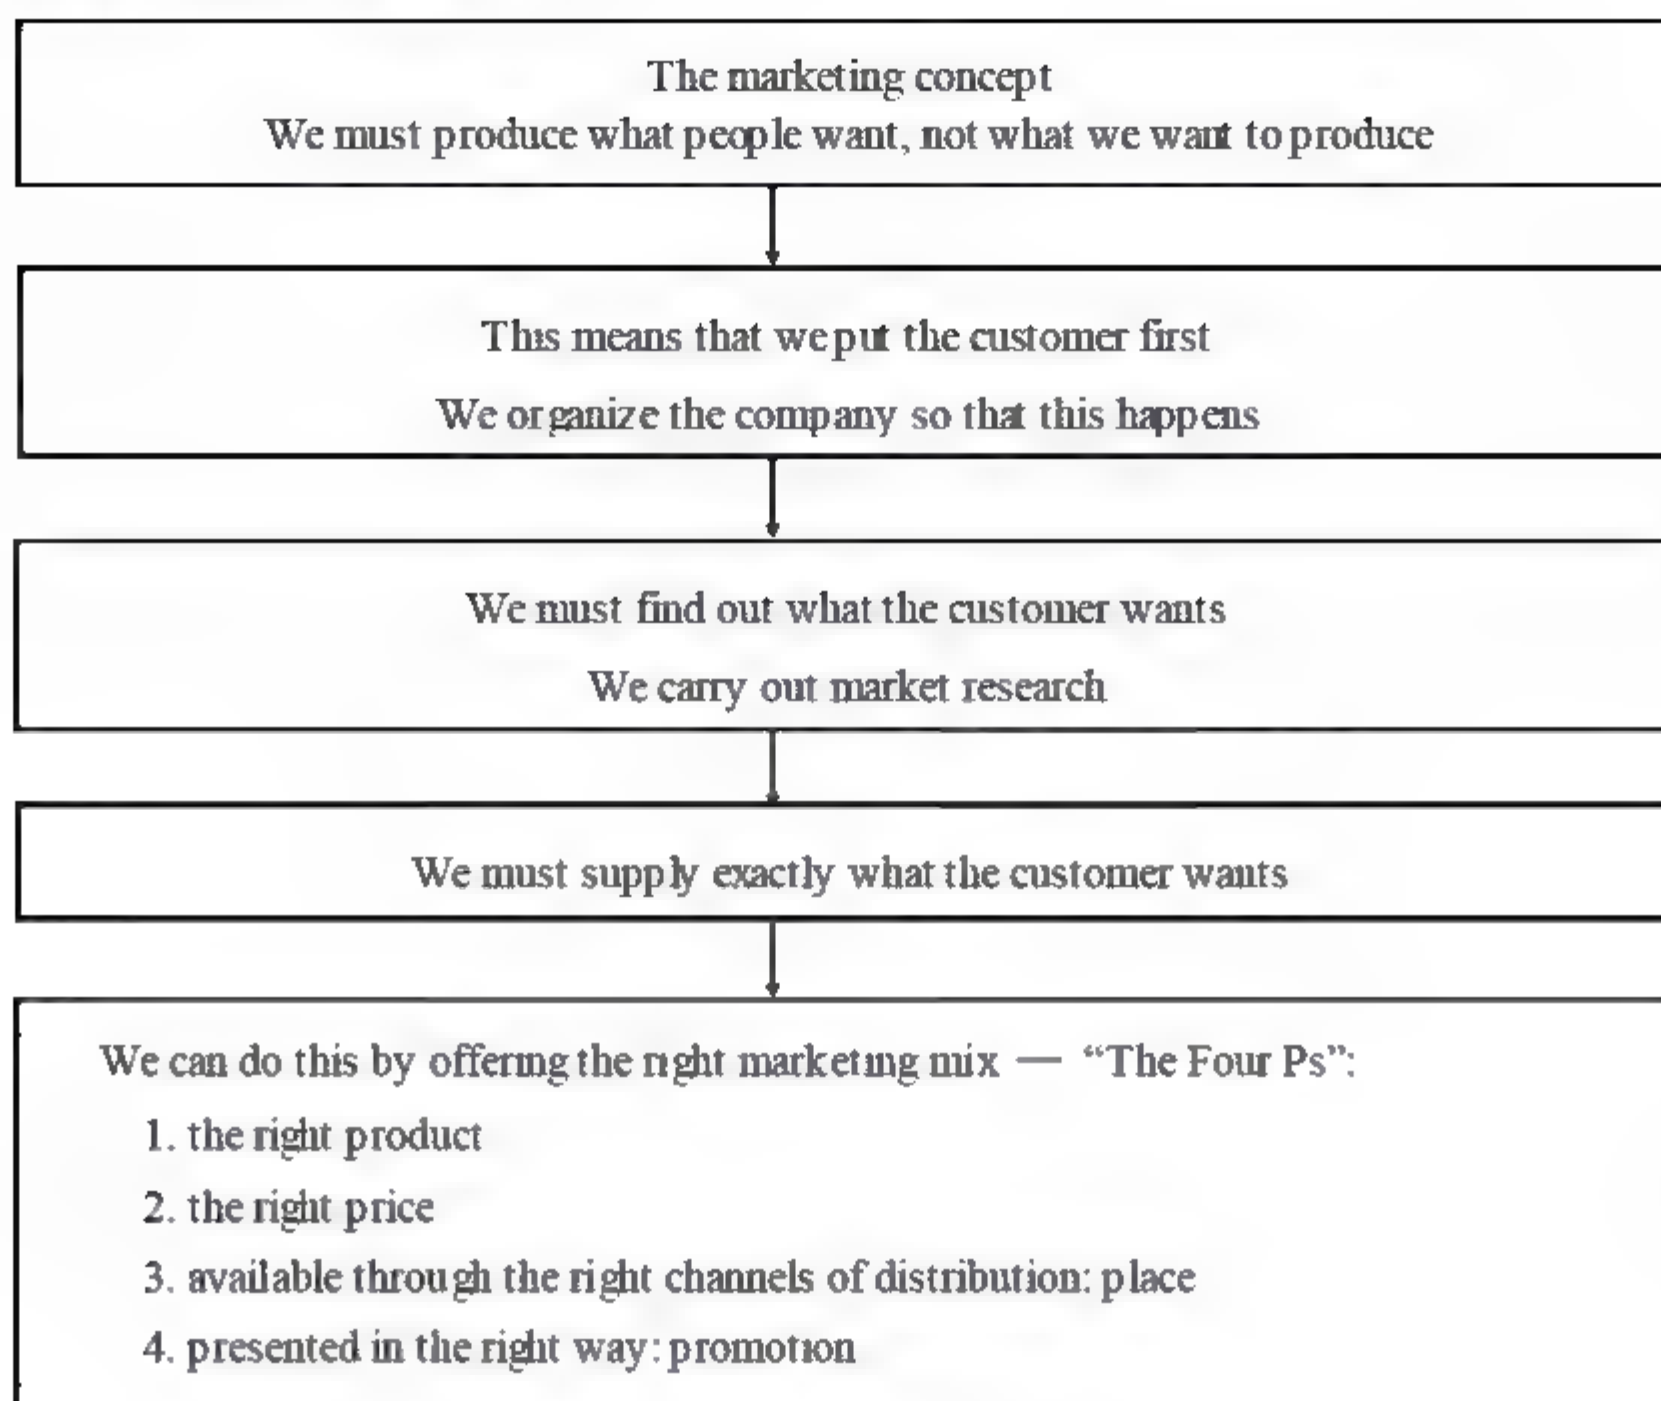 The marketing concept
We must produce what people want, not what we want to produce
This means that we put the customer first
We organize the company so that this happens
We must find out what the customer wants
We carry out market research
We must supply exactly what the customer wants
We can do this by offering the right marketing mix — “The Four Ps”:
1. the right product
2. the right price
3. available through the right channels of distribution: place
4. presented in the right way: promotion